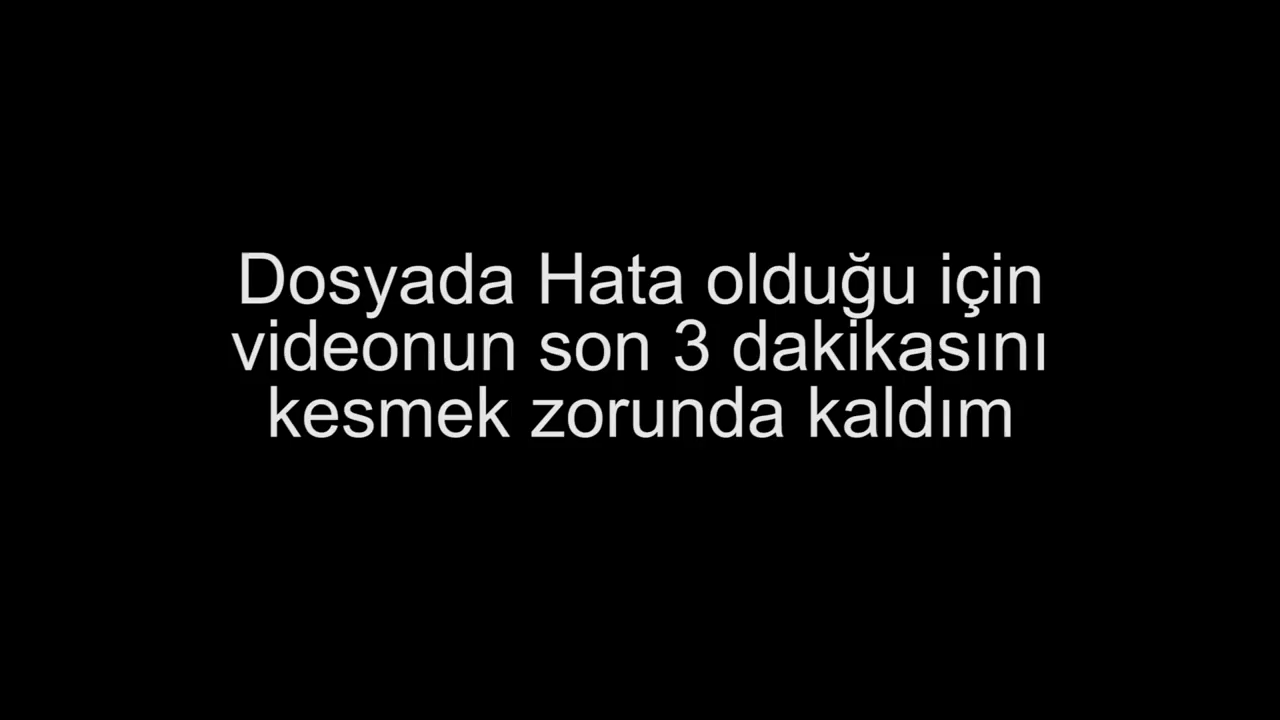 Dosyada Hata olduğu için
videonun son 3 dakikasını
kesmek zorunda kaldım